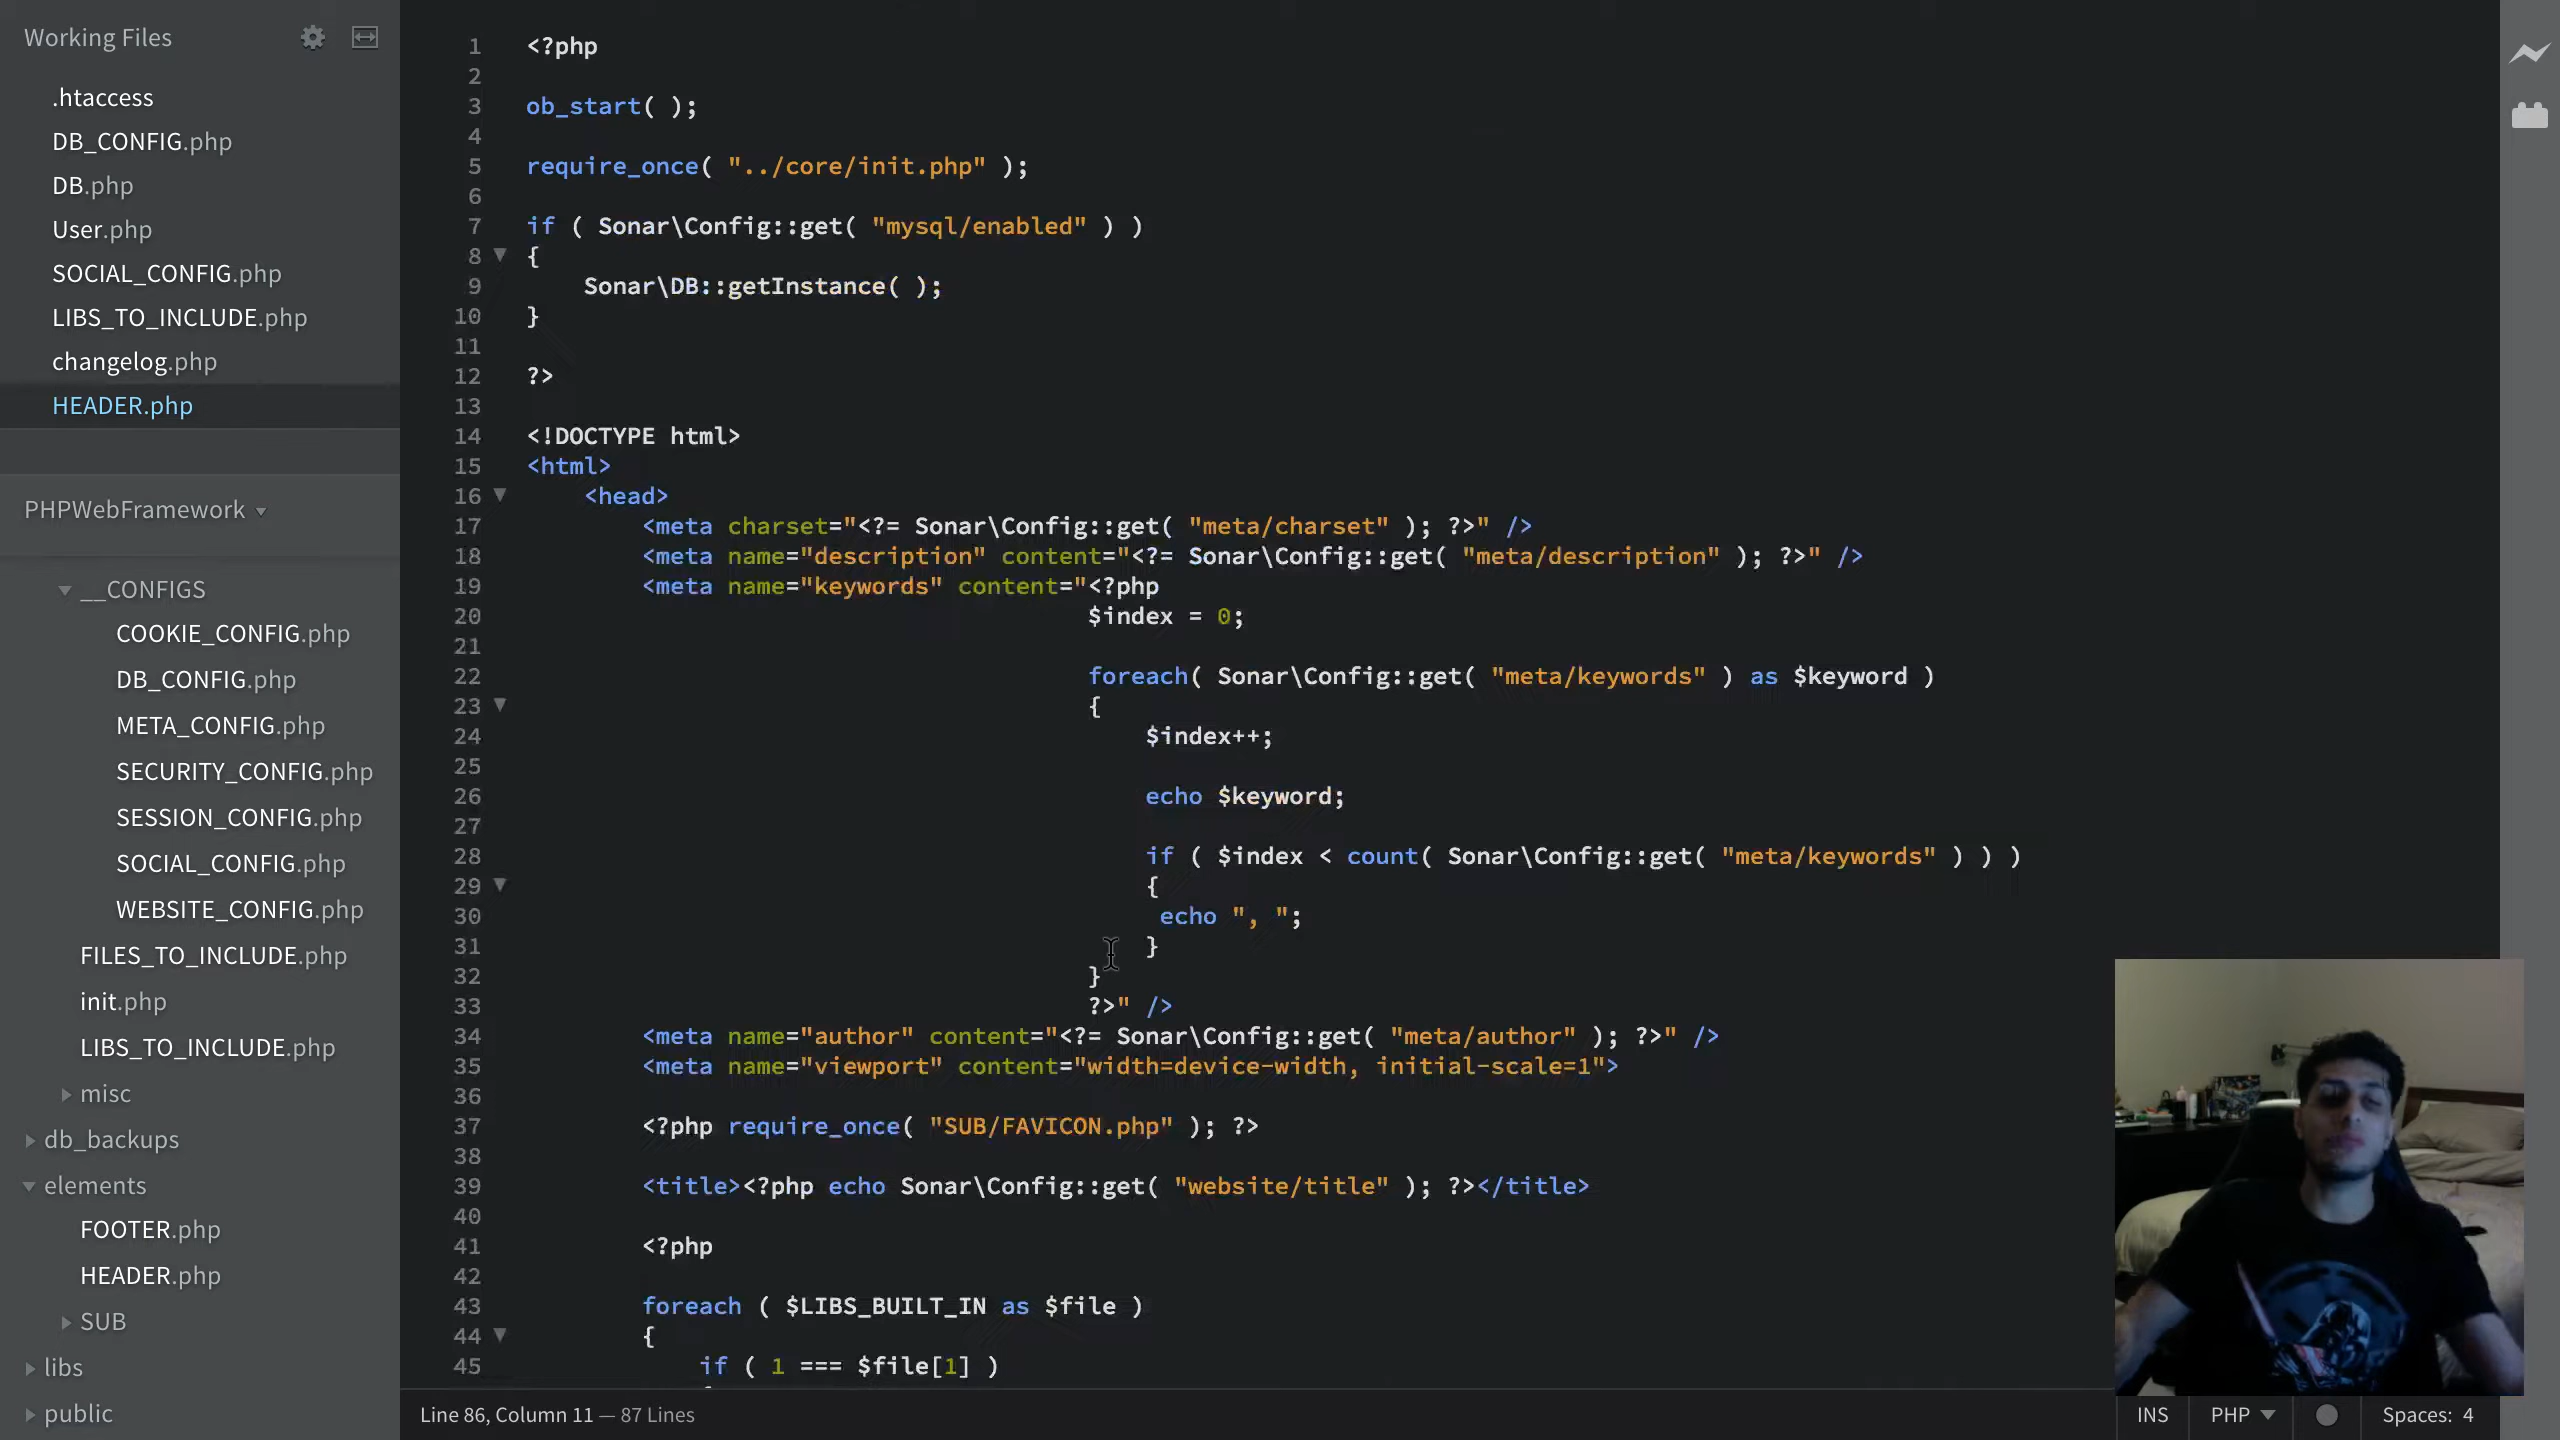 Working Files
.htaccess
DB_CONFIG.php
DB.php
User.php
SOCIAL_CONFIG.php
LIBS_TO_INCLUDE.php
changelog.php
HEADER.php
PHPWebFramework
__CONFIGS
COOKIE_CONFIG.php
DB_CONFIG.php
META_CONFIG.php
SECURITY_CONFIG.php
SESSION_CONFIG.php
SOCIAL_CONFIG.php
WEBSITE_CONFIG.php
FILES_TO_INCLUDE.php
init.php
LIBS_TO_INCLUDE.php
misc
db_backups
elements
FOOTER.php
HEADER.php
SUB
libs
public
1 <?php
2
3 ob_start( );
4
5 require_once( "../core/init.php" );
6
7 if ( Sonar\Config::get( "mysql/enabled" ) )
8 {
9 Sonar\DB::getInstance( );
10 }
11
12 ?>
13
14 <!DOCTYPE html>
15 <html>
16 <head>
17 <meta charset="<?= Sonar\Config::get( "meta/charset" ); ?>" />
18 <meta name="description" content="<?= Sonar\Config::get( "meta/description" ); ?>" />
19 <meta name="keywords" content="<?php
20 $index = 0;
21
22 foreach( Sonar\Config::get( "meta/keywords" ) as $keyword )
23 {
24 $index++;
25
26 echo $keyword;
27
28 if ( $index < count( Sonar\Config::get( "meta/keywords" ) ) )
29 {
30 echo ", ";
31 }
32 }
33 ?>" />
34 <meta name="author" content="<?= Sonar\Config::get( "meta/author" ); ?>" />
35 <meta name="viewport" content="width=device-width, initial-scale=1">
36
37 <?php require_once( "SUB/FAVICON.php" ); ?>
38
39 <title><?php echo Sonar\Config::get( "website/title" ); ?></title>
40
41 <?php
42
43 foreach ( $LIBS_BUILT_IN as $file )
44 {
45 if ( 1 === $file[1] )
Line 86, Column 11 — 87 Lines
INS
PHP
Spaces: 4